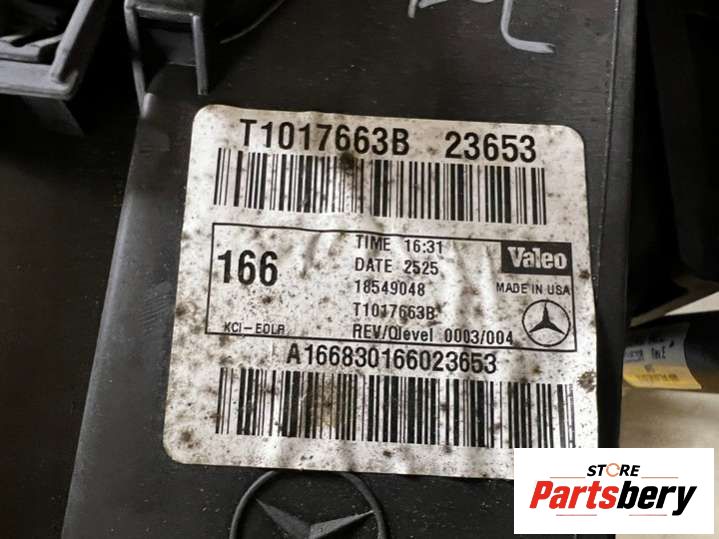 T1017663B 23653
TIME 16:31
DATE 2525
18549048
T1017663B
REV/Qlevel 0003/004
166
KCI-EOLR
Valeo
MADE IN USA
A166830166023653
STORE
Partsbery